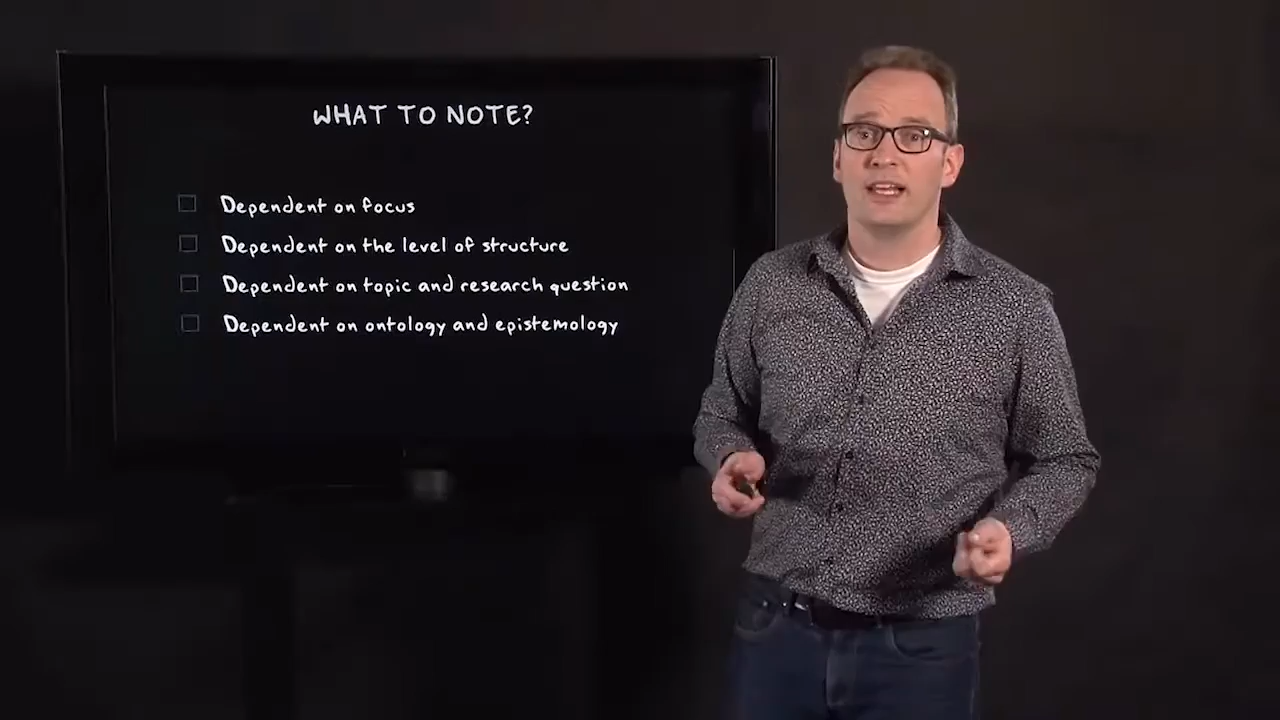 WHAT TO NOTE?
Dependent on focus
Dependent on the level of structure
Dependent on topic and research question
Dependent on ontology and epistemology